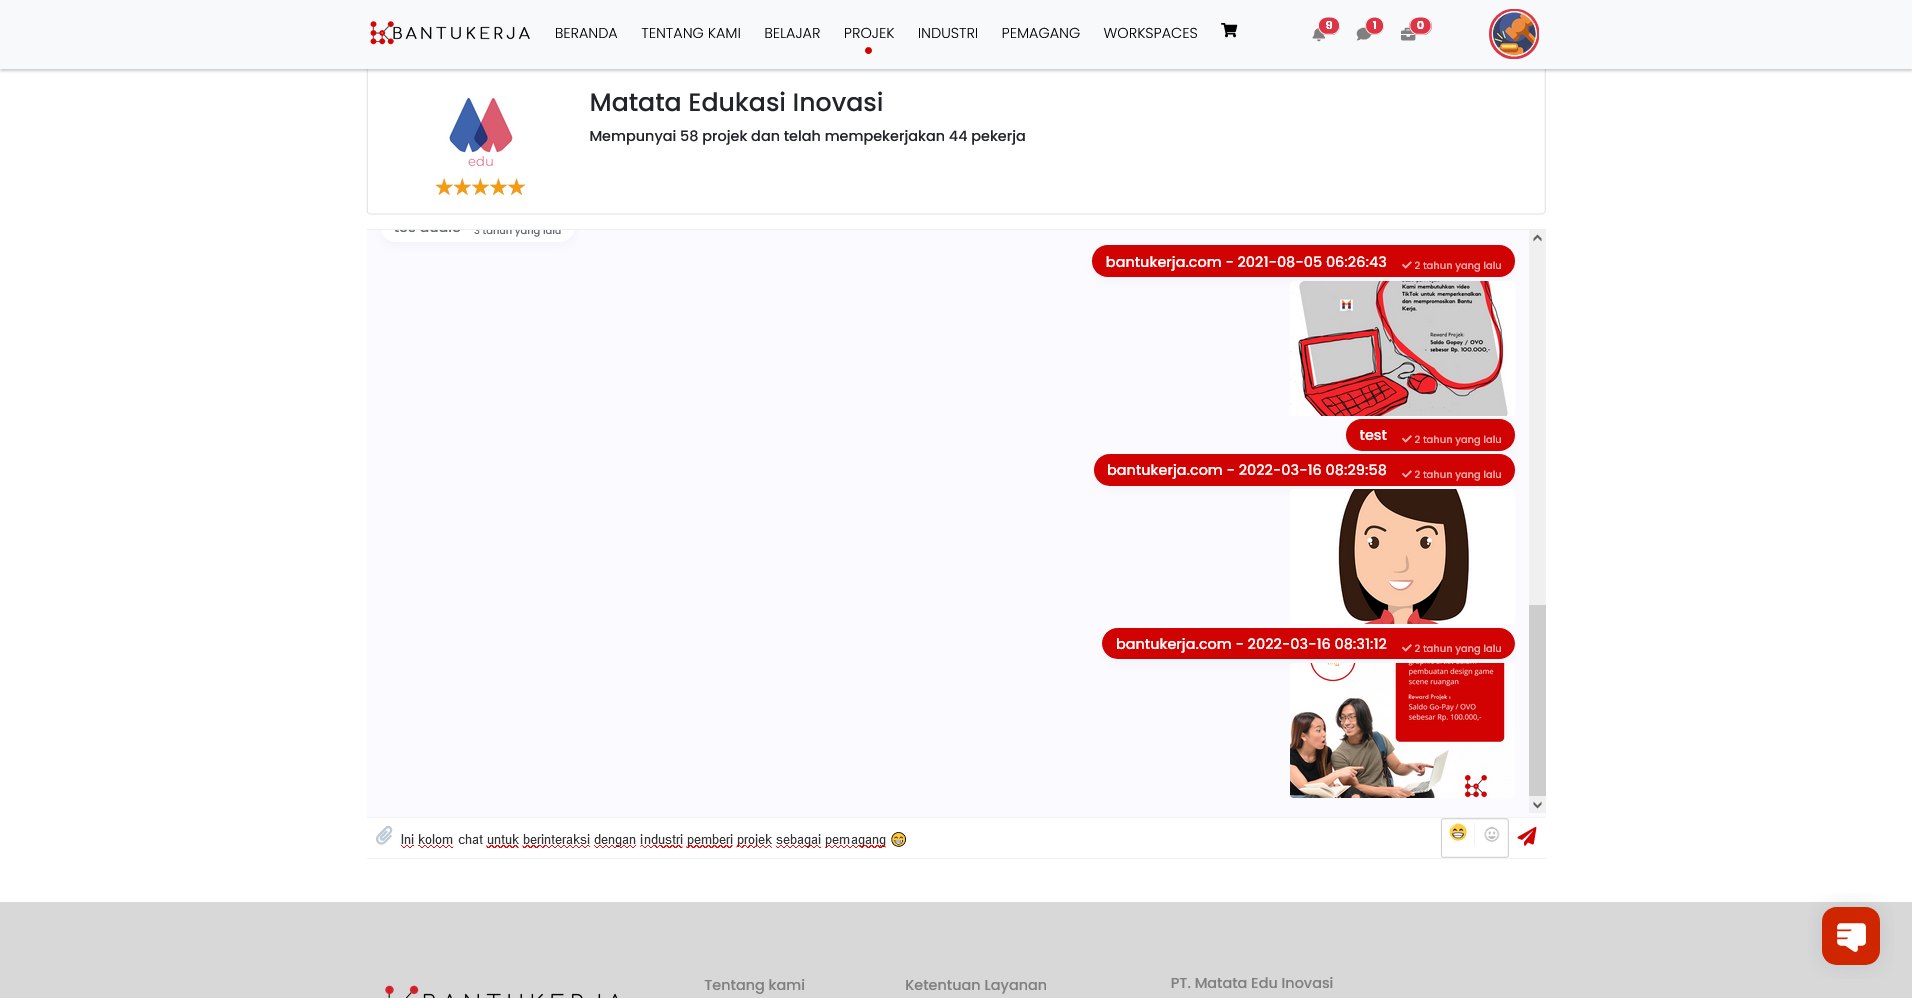 BANTUKERJA BERANDA TENTANG KAMI BELAJAR PROJEK INDUSTRI PEMAGANG WORKSPACES 9 1 0
Matata Edukasi Inovasi
Mempunyai 58 projek dan telah mempekerjakan 44 pekerja
edu
3 tahun yang lalu
bantukerja.com - 2021-08-05 06:26:43 2 tahun yang lalu
Kami membutuhkan video
TikTok untuk memperkenalkan
dan mempromosikan Bantu
Kerja.
Reward Projek:
Saldo Gopay / OVO
sebesar Rp. 100.000,-
test 2 tahun yang lalu
bantukerja.com - 2022-03-16 08:29:58 2 tahun yang lalu
bantukerja.com - 2022-03-16 08:31:12 2 tahun yang lalu
pembuatan design game
scene ruangan
Reward Projek :
Saldo Go-Pay / OVO
sebesar Rp. 100.000,-
Ini kolom chat untuk berinteraksi dengan industri pemberi projek sebagai pemagang 😁
BANTUKERJA Tentang kami Ketentuan Layanan PT. Matata Edu Inovasi